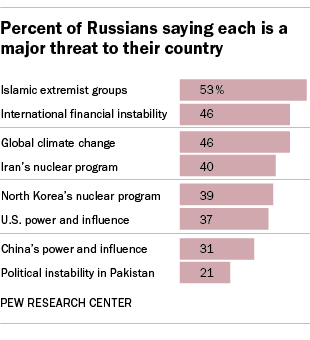 Percent of Russians saying each is a
major threat to their country
Islamic extremist groups 53%
International financial instability 46
Global climate change 46
Iran's nuclear program 40
North Korea's nuclear program 39
U.S. power and influence 37
China's power and influence 31
Political instability in Pakistan 21
PEW RESEARCH CENTER